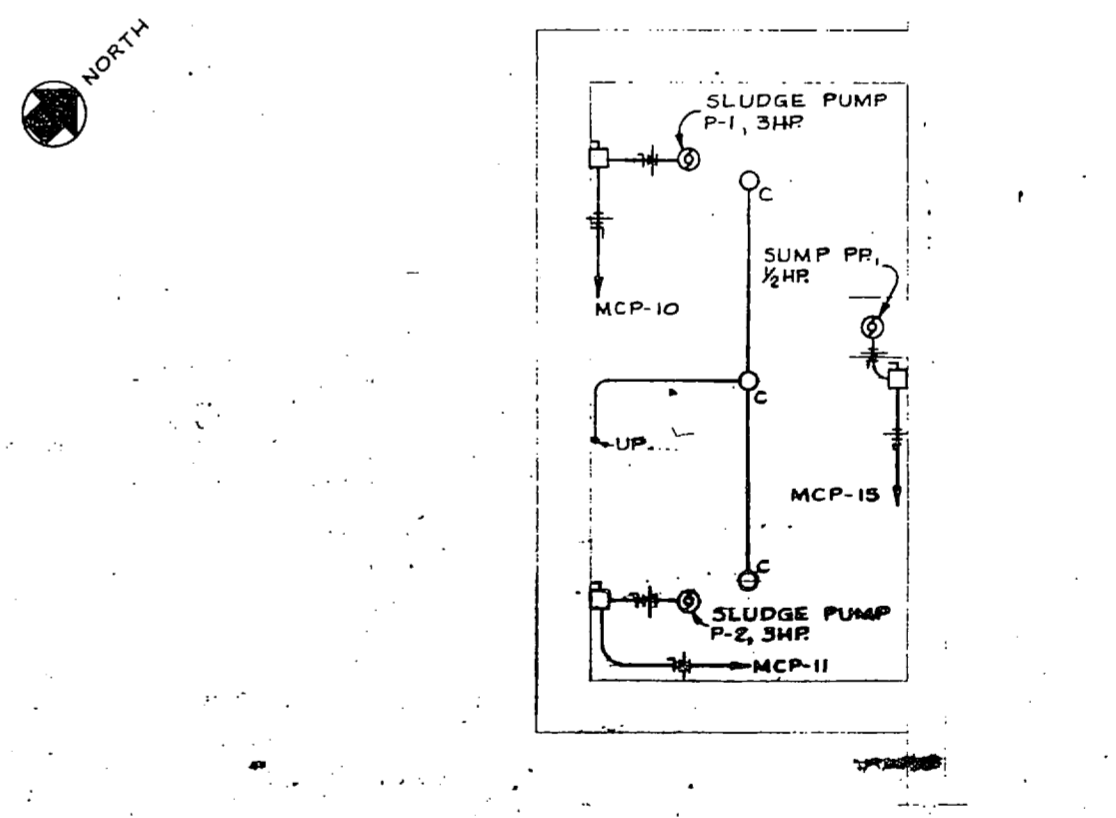 NORTH
SLUDGE PUMP
P-1, 3HP.
C
SUMP PP.,
½HP.
MCP-10
C
UP
MCP-15
C
SLUDGE PUMP
P-2, 3HP.
MCP-11